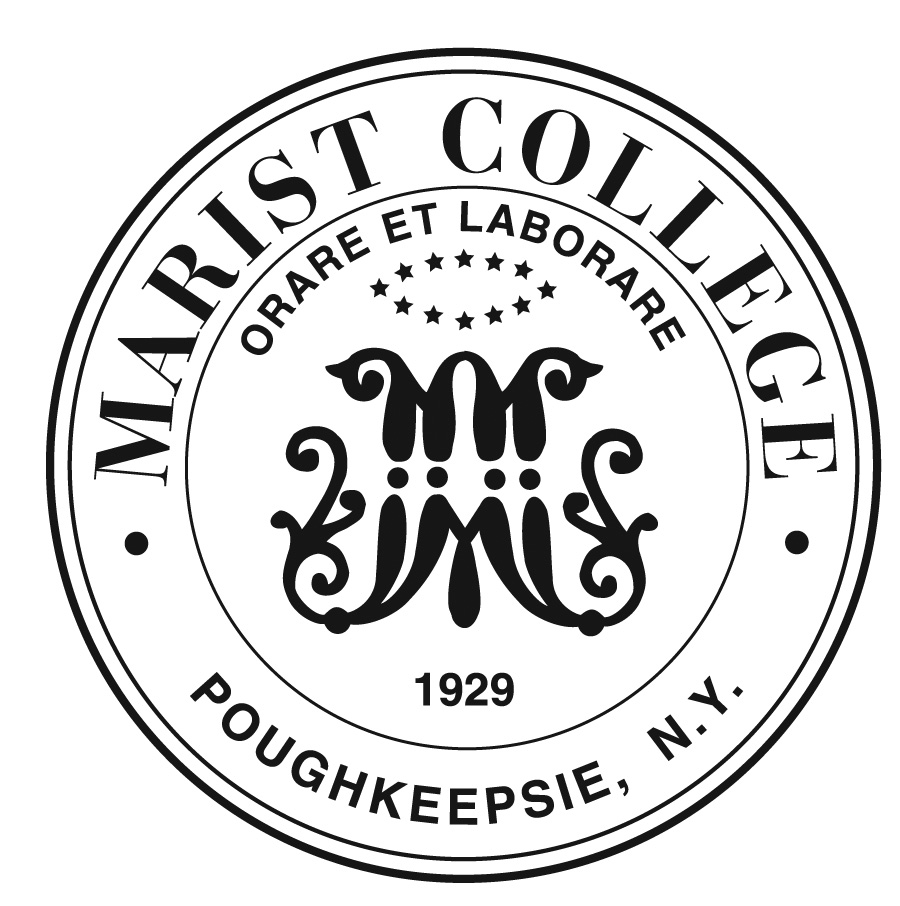 MARIST COLLEGE
ORARE ET LABORARE
1929
POUGHKEEPSIE, N.Y.